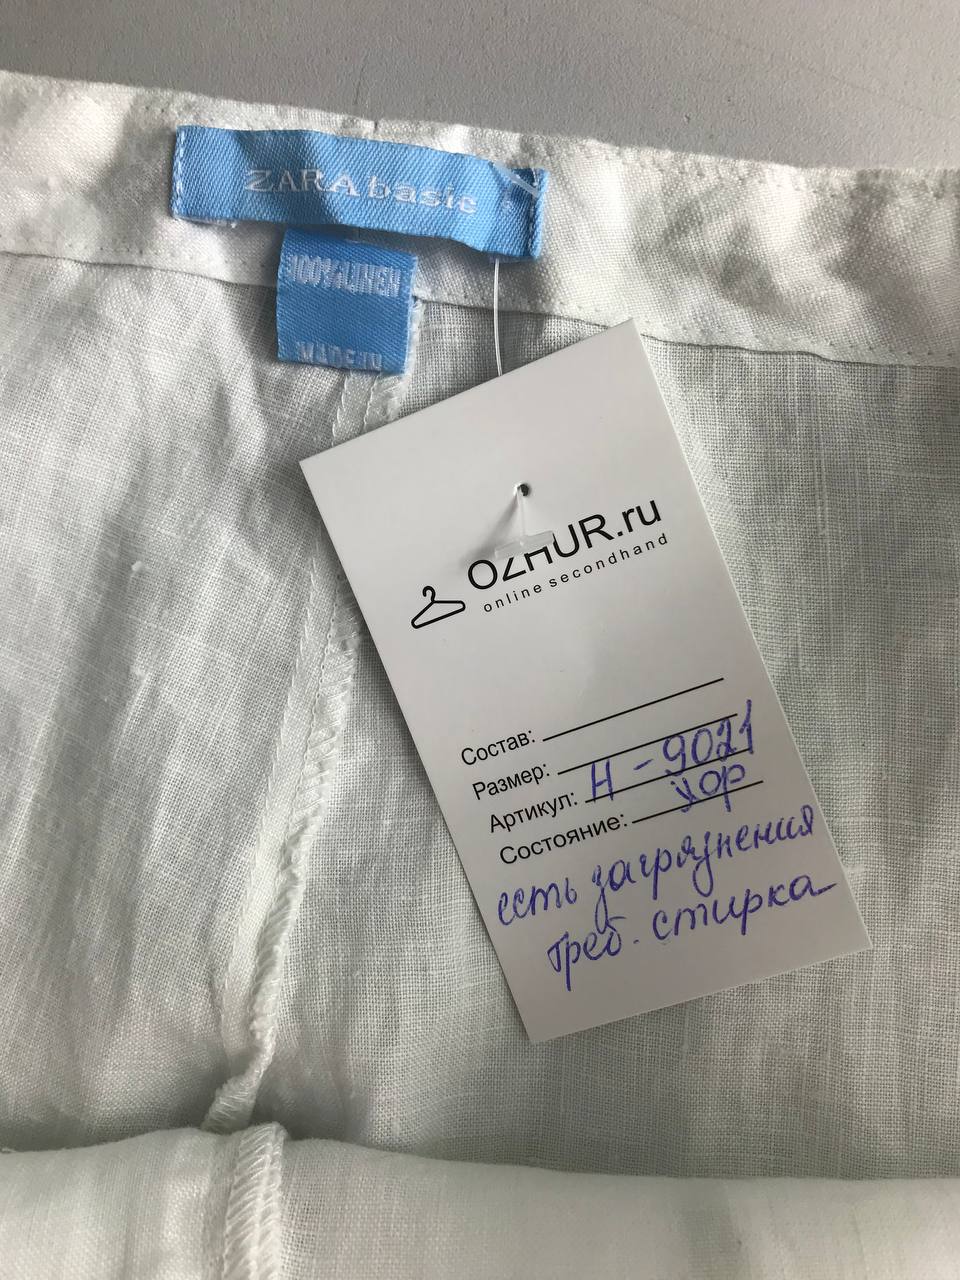 ZARA basic
100% LINEN
MADE IN
OZHUR.ru
online secondhand
Состав:
Размер:
Артикул: Н-9021
Состояние: хор
есть загрязнения
треб. стирка